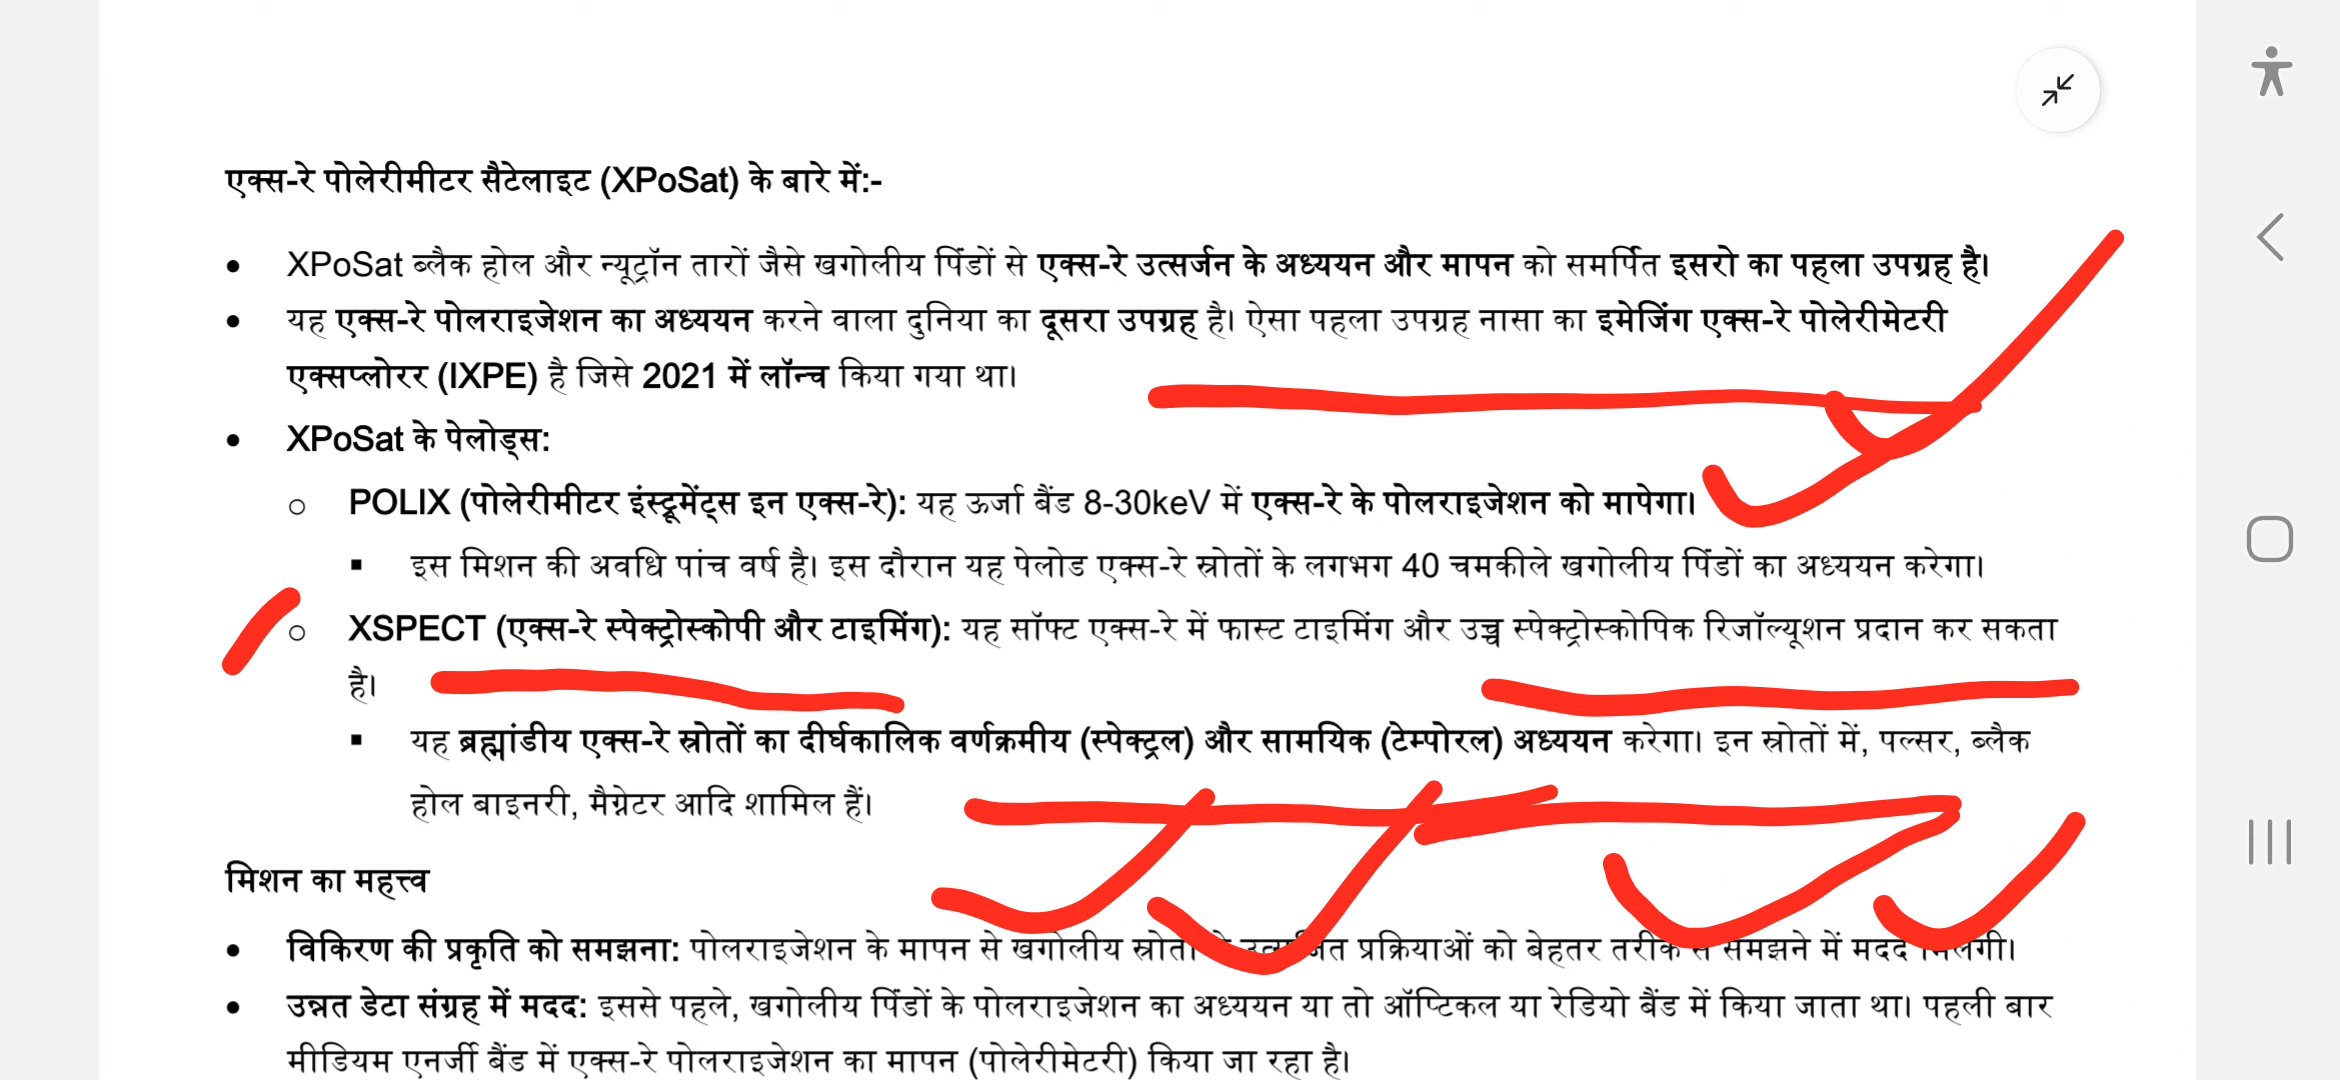 एक्स-रे पोलेरीमीटर सैटेलाइट (XPoSat) के बारे में:-
• XPoSat ब्लैक होल और न्यूट्रॉन तारों जैसे खगोलीय पिंडों से एक्स-रे उत्सर्जन के अध्ययन और मापन को समर्पित इसरो का पहला उपग्रह है।
• यह एक्स-रे पोलराइजेशन का अध्ययन करने वाला दुनिया का दूसरा उपग्रह है। ऐसा पहला उपग्रह नासा का इमेजिंग एक्स-रे पोलेरीमेटरी
एक्सप्लोरर (IXPE) है जिसे 2021 में लॉन्च किया गया था।
• XPoSat के पेलोड्स:
○ POLIX (पोलेरीमीटर इंस्ट्रूमेंट्स इन एक्स-रे): यह ऊर्जा बैंड 8-30keV में एक्स-रे के पोलराइजेशन को मापेगा।
▪ इस मिशन की अवधि पांच वर्ष है। इस दौरान यह पेलोड एक्स-रे स्रोतों के लगभग 40 चमकीले खगोलीय पिंडों का अध्ययन करेगा।
○ XSPECT (एक्स-रे स्पेक्ट्रोस्कोपी और टाइमिंग): यह सॉफ्ट एक्स-रे में फास्ट टाइमिंग और उच्च स्पेक्ट्रोस्कोपिक रिजॉल्यूशन प्रदान कर सकता
है।
▪ यह ब्रह्मांडीय एक्स-रे स्रोतों का दीर्घकालिक वर्णक्रमीय (स्पेक्ट्रल) और सामयिक (टेम्पोरल) अध्ययन करेगा। इन स्रोतों में, पल्सर, ब्लैक
होल बाइनरी, मैग्नेटर आदि शामिल हैं।
मिशन का महत्त्व
• विकिरण की प्रकृति को समझना: पोलराइजेशन के मापन से खगोलीय प्रक्रियाओं को बेहतर समझने में मदद
• उन्नत डेटा संग्रह में मदद: इससे पहले, खगोलीय पिंडों के पोलराइजेशन का अध्ययन या तो ऑप्टिकल या रेडियो बैंड में किया जाता था। पहली बार
मीडियम एनर्जी बैंड में एक्स-रे पोलराइजेशन का मापन (पोलेरीमेटरी) किया जा रहा है।